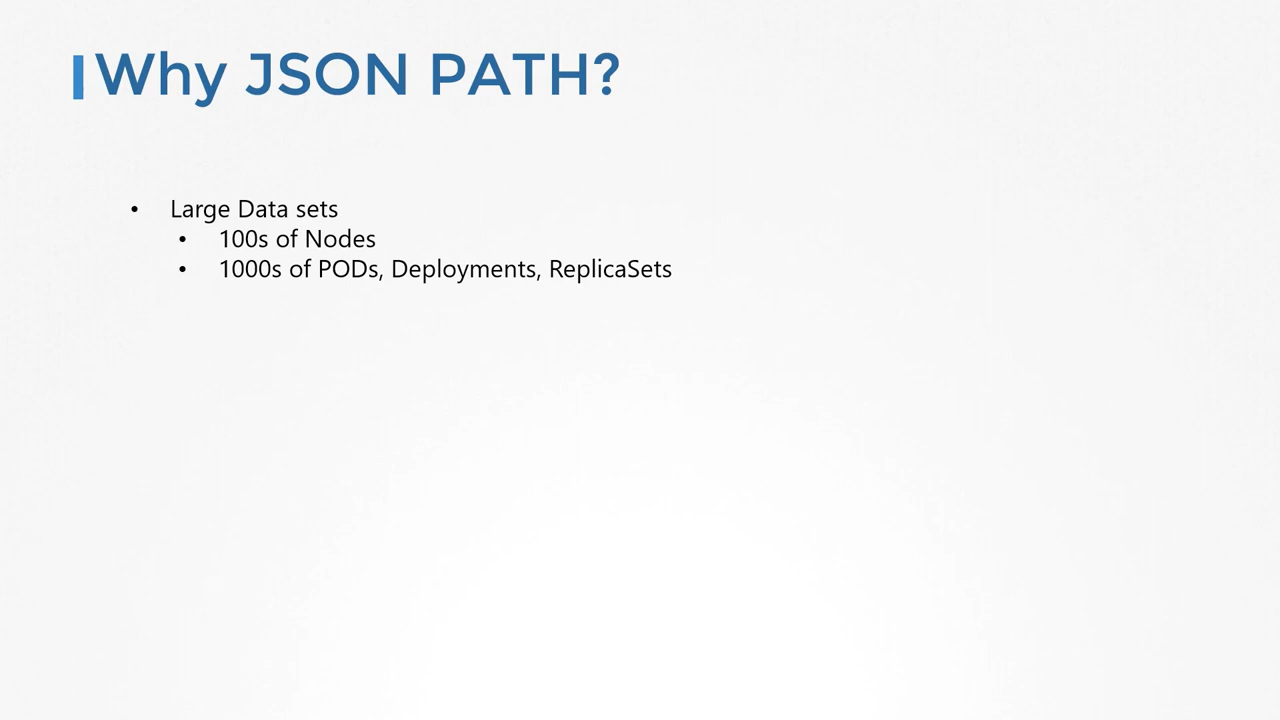 Why JSON PATH?
• Large Data sets
• 100s of Nodes
• 1000s of PODs, Deployments, ReplicaSets